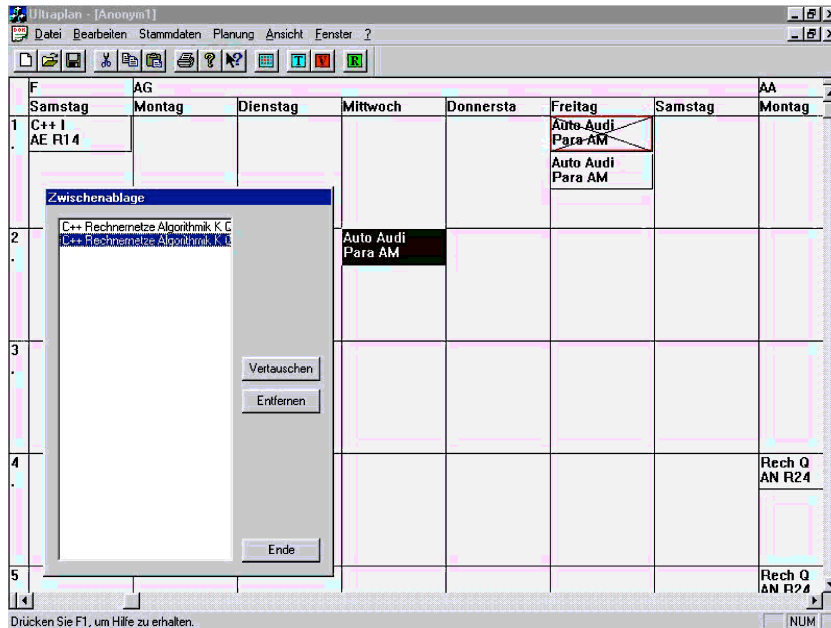 Ultraplan - [Anonym1]
Datei Bearbeiten Stammdaten Planung Ansicht Fenster ?
T V R
F AG AA
Samstag Montag Dienstag Mittwoch Donnersta Freitag Samstag Montag
1 C++ I Auto Audi
. AE R14 Para AM
Auto Audi
Para AM
Zwischenablage
C++ Rechnernetze Algorithmik K
C++ Rechnernetze Algorithmik K
2 Auto Audi
. Para AM
3
.
Vertauschen
Entfernen
4 Rech Q
. AN R24
Ende
5 Rech Q
AN R24
Drücken Sie F1, um Hilfe zu erhalten. NUM